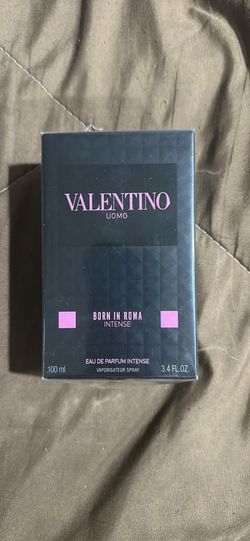 VALENTINO
UOMO
BORN IN ROMA
INTENSE
EAU DE PARFUM INTENSE
VAPORISATEUR SPRAY
100 ml 3.4 FL.OZ.